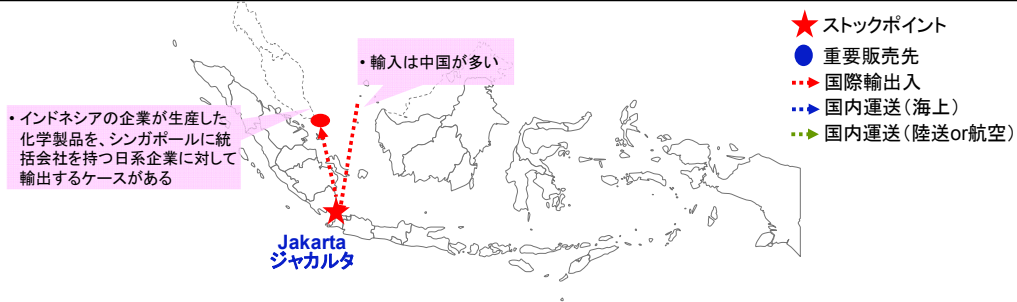 ・輸入は中国が多い
・インドネシアの企業が生産した
化学製品を、シンガポールに統
括会社を持つ日系企業に対して
輸出するケースがある
Jakarta
ジャカルタ
ストックポイント
重要販売先
国際輸出入
国内運送(海上)
国内運送(陸送or航空)